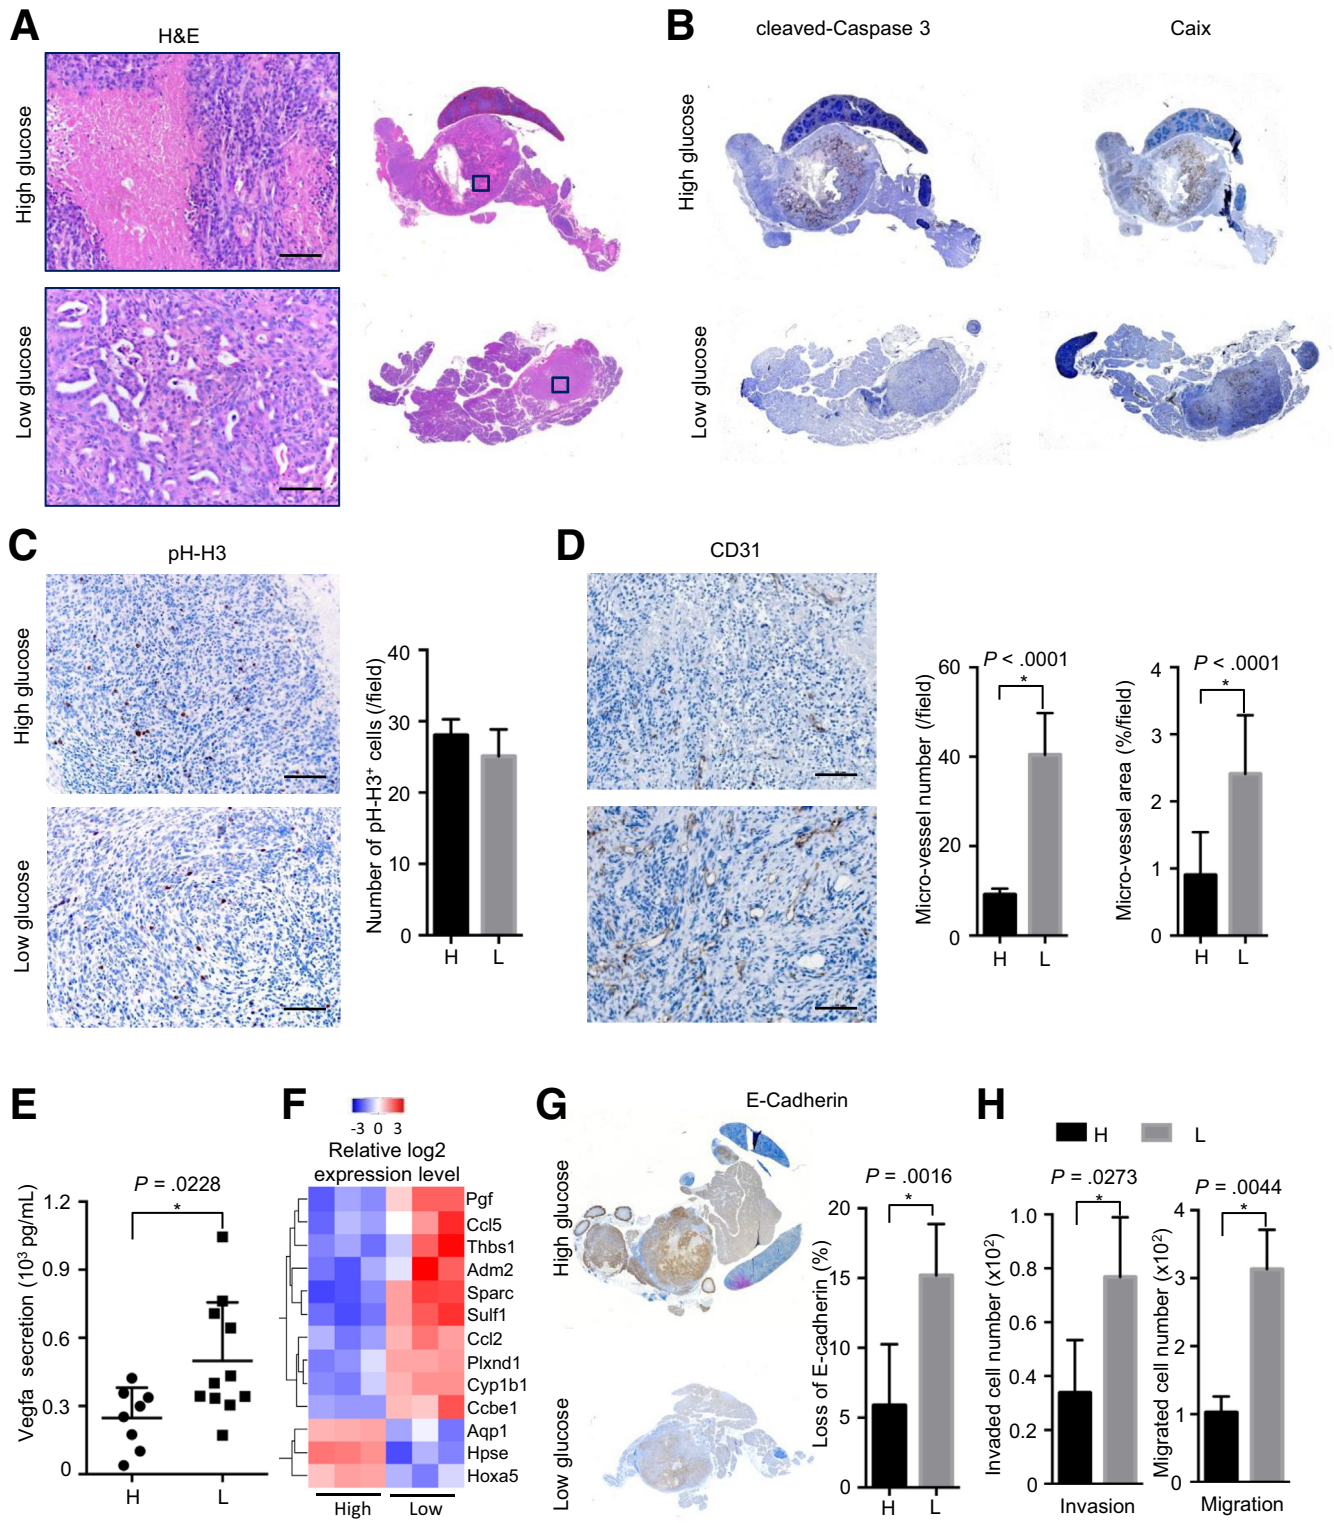 A
H&E
High glucose
Low glucose
B
cleaved-Caspase 3
Caix
High glucose
Low glucose
C
pH-H3
High glucose
Low glucose
Number of pH-H3+ cells (/field)
40
30
20
10
0
H
L
D
CD31
Micro-vessel number (/field)
60
40
20
0
P < .0001
*
H
L
Micro-vessel area (%/field)
4
3
2
1
0
P < .0001
*
H
L
E
Vegfa secretion (10³ pg/mL)
1.2
0.9
0.6
0.3
0
P = .0228
*
H
L
F
-3 0 3
Relative log2
expression level
Pgf
Ccl5
Thbs1
Adm2
Sparc
Sulf1
Ccl2
Plxnd1
Cyp1b1
Ccbe1
Aqp1
Hpse
Hoxa5
High
Low
G
E-Cadherin
High glucose
Low glucose
Loss of E-cadherin (%)
20
15
10
5
0
P = .0016
*
H
L
H
H
L
Invaded cell number (x10²)
1.0
0.8
0.6
0.4
0.2
0
P = .0273
*
Invasion
Migrated cell number (x10²)
4
3
2
1
0
P = .0044
*
Migration